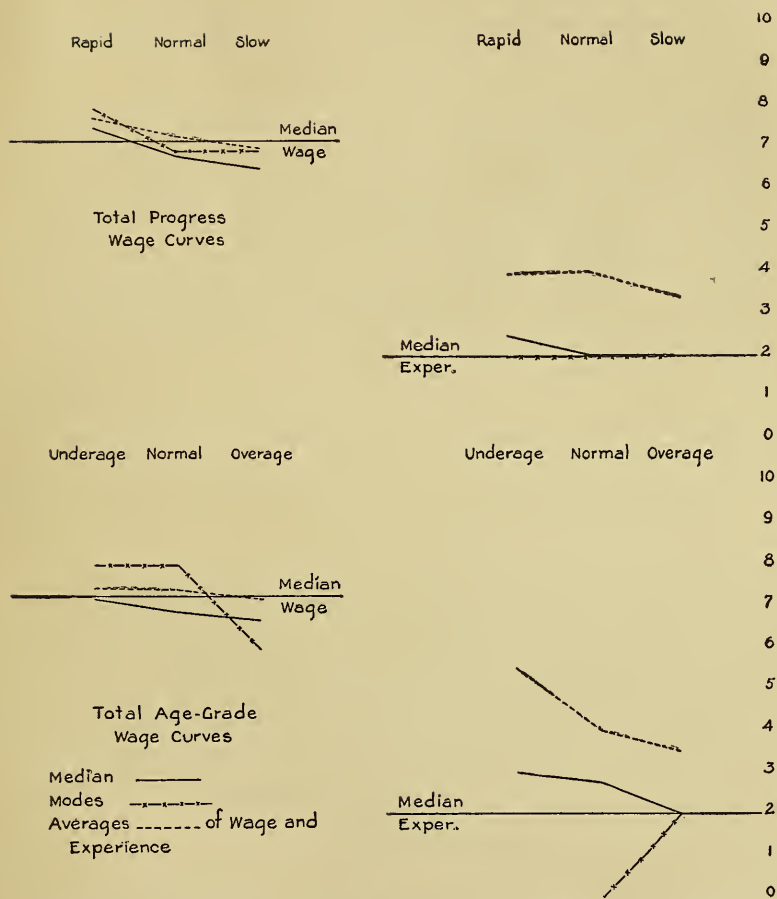 Rapid Normal Slow
Median
Wage
Total Progress
Wage Curves
Rapid Normal Slow
10
9
8
7
6
5
4
3
2
1
0
Median
Exper.
Underage Normal Overage
Median
Wage
Total Age-Grade
Wage Curves
Median
Modes
Averages of Wage and
Experience
Underage Normal Overage
10
9
8
7
6
5
4
3
2
1
0
Median
Exper.